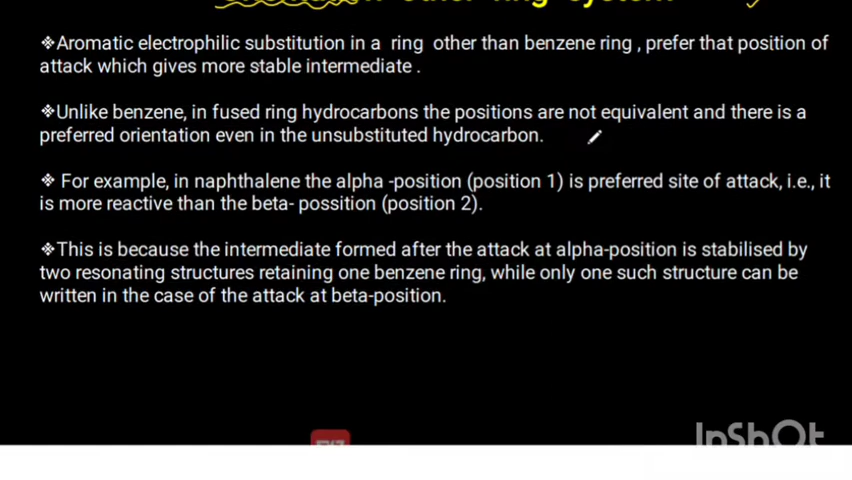 ❖Aromatic electrophilic substitution in a ring other than benzene ring , prefer that position of
attack which gives more stable intermediate .
❖Unlike benzene, in fused ring hydrocarbons the positions are not equivalent and there is a
preferred orientation even in the unsubstituted hydrocarbon.
❖ For example, in naphthalene the alpha -position (position 1) is preferred site of attack, i.e., it
is more reactive than the beta- possition (position 2).
❖This is because the intermediate formed after the attack at alpha-position is stabilised by
two resonating structures retaining one benzene ring, while only one such structure can be
written in the case of the attack at beta-position.
InShOt